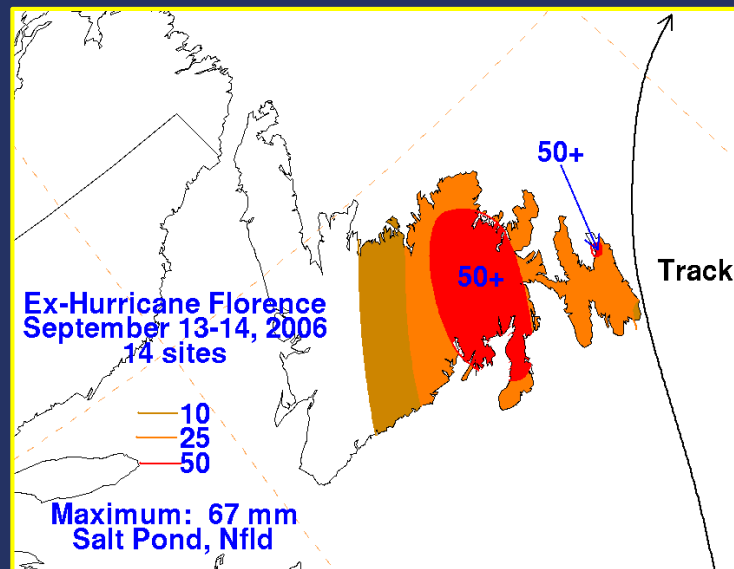 50+
50+
Track
Ex-Hurricane Florence
September 13-14, 2006
14 sites
10
25
50
Maximum: 67 mm
Salt Pond, Nfld